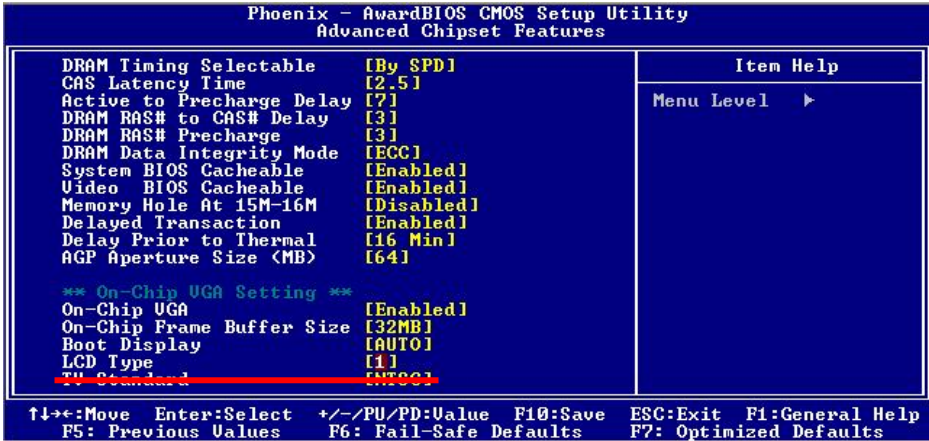 Phoenix - AwardBIOS CMOS Setup Utility
Advanced Chipset Features
DRAM Timing Selectable [By SPD]
CAS Latency Time [2.5]
Active to Precharge Delay [7]
DRAM RAS# to CAS# Delay [3]
DRAM RAS# Precharge [3]
DRAM Data Integrity Mode [ECC]
System BIOS Cacheable [Enabled]
Video BIOS Cacheable [Enabled]
Memory Hole At 15M-16M [Disabled]
Delayed Transaction [Enabled]
Delay Prior to Thermal [16 Min]
AGP Aperture Size (MB) [64]
** On-Chip VGA Setting **
On-Chip VGA [Enabled]
On-Chip Frame Buffer Size [32MB]
Boot Display [AUTO]
LCD Type [1]
TV Standard [NTSC]
Item Help
Menu Level ▶
↑↓→←:Move Enter:Select +/-/PU/PD:Value F10:Save ESC:Exit F1:General Help
F5: Previous Values F6: Fail-Safe Defaults F7: Optimized Defaults